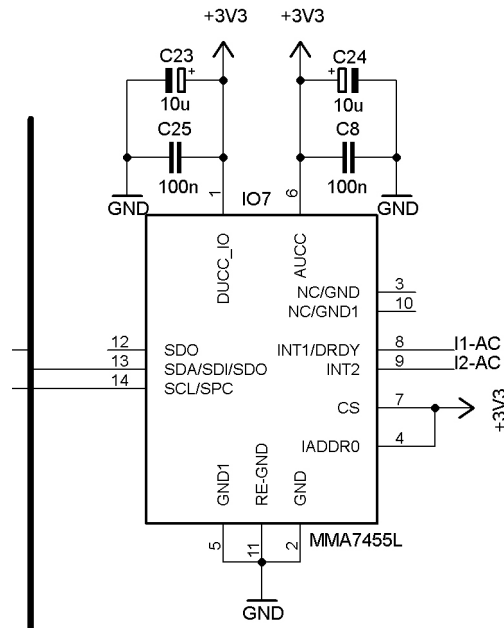 +3V3 +3V3
C23 C24
+ +
10u 10u
C25 C8
100n 100n
GND 1 IO7 6 GND
DUCC_IO AUCC
NC/GND 3
NC/GND1 10
12 SDO INT1/DRDY 8 I1-AC
13 SDA/SDI/SDO INT2 9 I2-AC
14 SCL/SPC
CS 7 +3V3
IADDR0 4
GND1 RE-GND GND
5 11 2 MMA7455L
GND